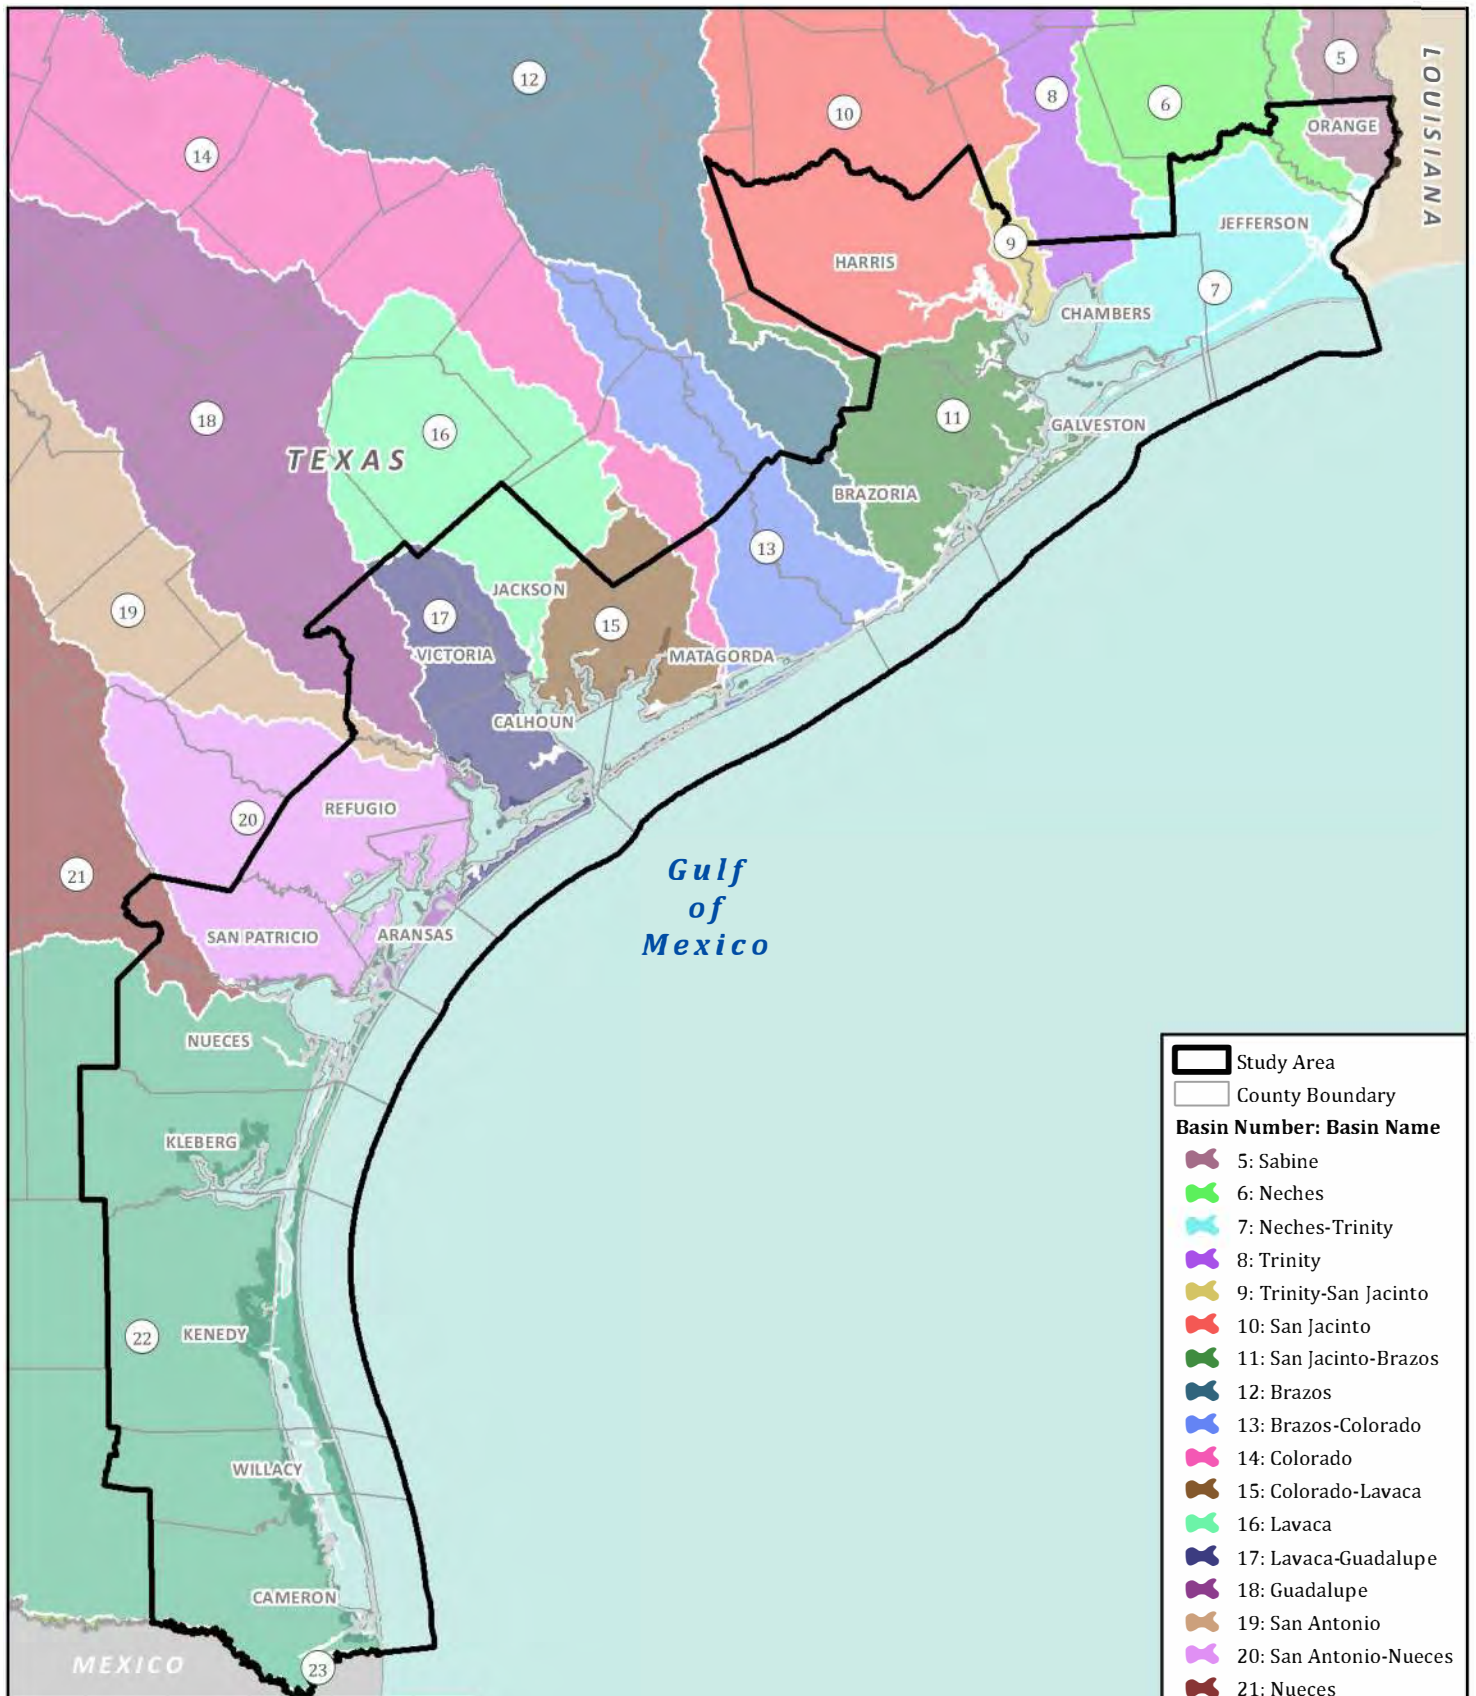 12
5
LOUISIANA
8
6
10
ORANGE
14
JEFFERSON
9
HARRIS
7
CHAMBERS
11
18
16
GALVESTON
TEXAS
BRAZORIA
13
JACKSON
19
17
15
VICTORIA
MATAGORDA
CALHOUN
REFUGIO
20
21
Gulf
of
Mexico
SAN PATRICIO
ARANSAS
NUECES
KLEBERG
22
KENEDY
WILLACY
CAMERON
MEXICO
23
Study Area
County Boundary
Basin Number: Basin Name
5: Sabine
6: Neches
7: Neches-Trinity
8: Trinity
9: Trinity-San Jacinto
10: San Jacinto
11: San Jacinto-Brazos
12: Brazos
13: Brazos-Colorado
14: Colorado
15: Colorado-Lavaca
16: Lavaca
17: Lavaca-Guadalupe
18: Guadalupe
19: San Antonio
20: San Antonio-Nueces
21: Nueces